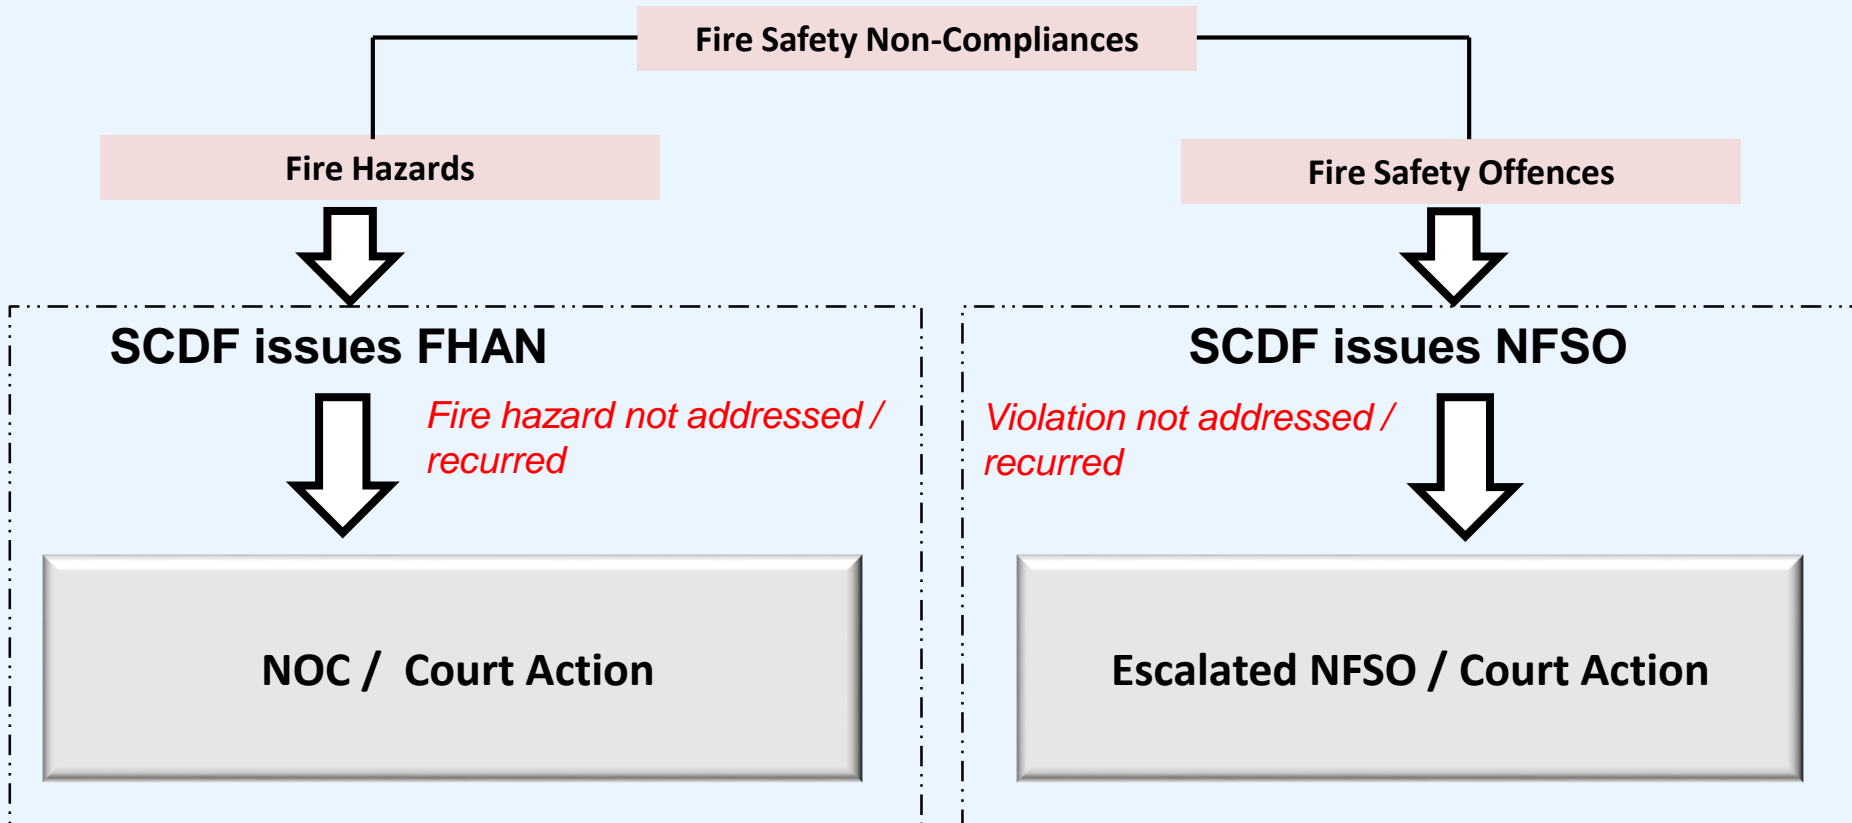 Fire Safety Non-Compliances
Fire Hazards
Fire Safety Offences
SCDF issues FHAN
Fire hazard not addressed /
recurred
NOC /  Court Action
SCDF issues NFSO
Violation not addressed /
recurred
Escalated NFSO / Court Action